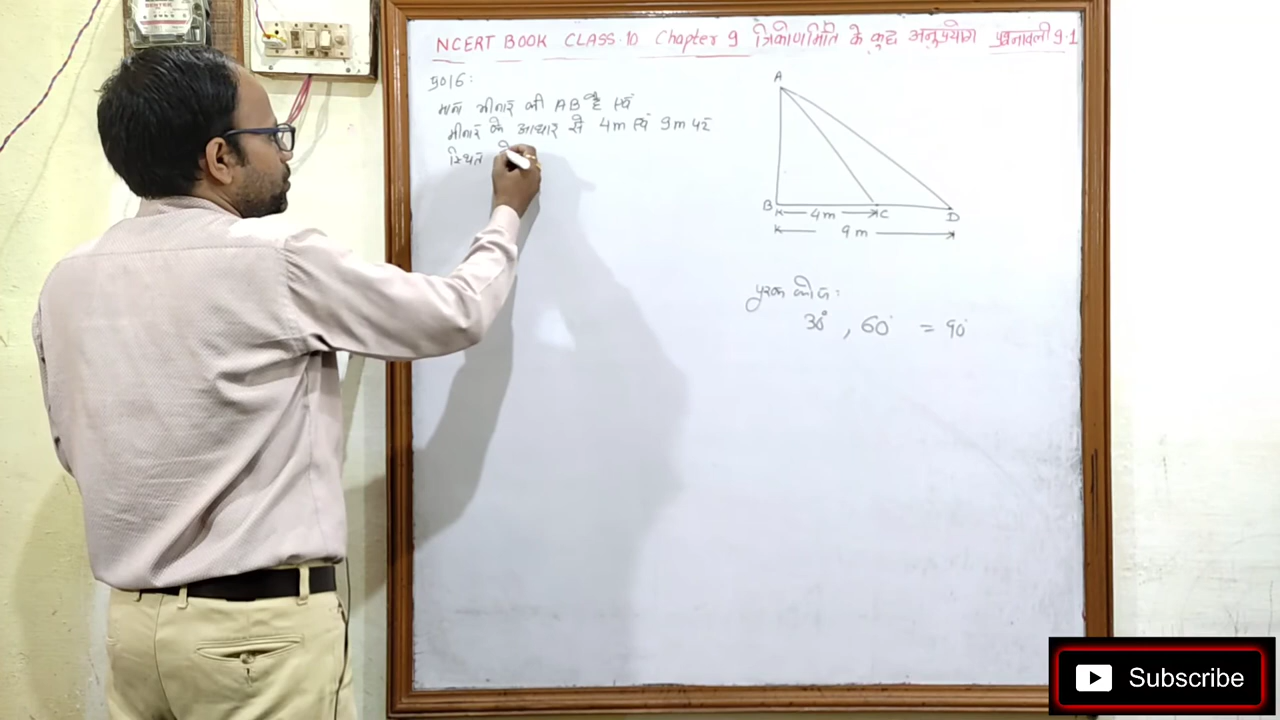 NCERT BOOK CLASS-10 Chapter 9 त्रिकोणमिति के कुछ अनुप्रयोग प्रश्नावली 9-1
प्र016:
माना मीनार की AB है एवं
मीनार के आधार से 4m एवं 9m पर
स्थित
A
B
4m
C
D
9 m
पूरक कोण:
30°, 60° = 90°
Subscribe